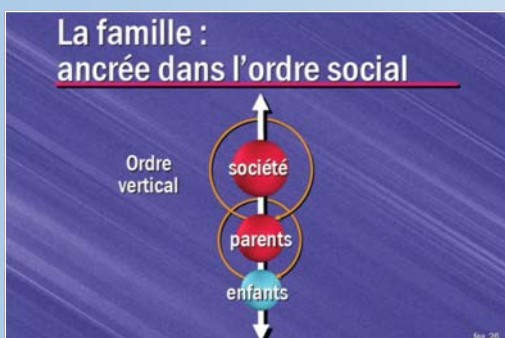 La famille :
ancrée dans l'ordre social
Ordre
vertical
société
parents
enfants